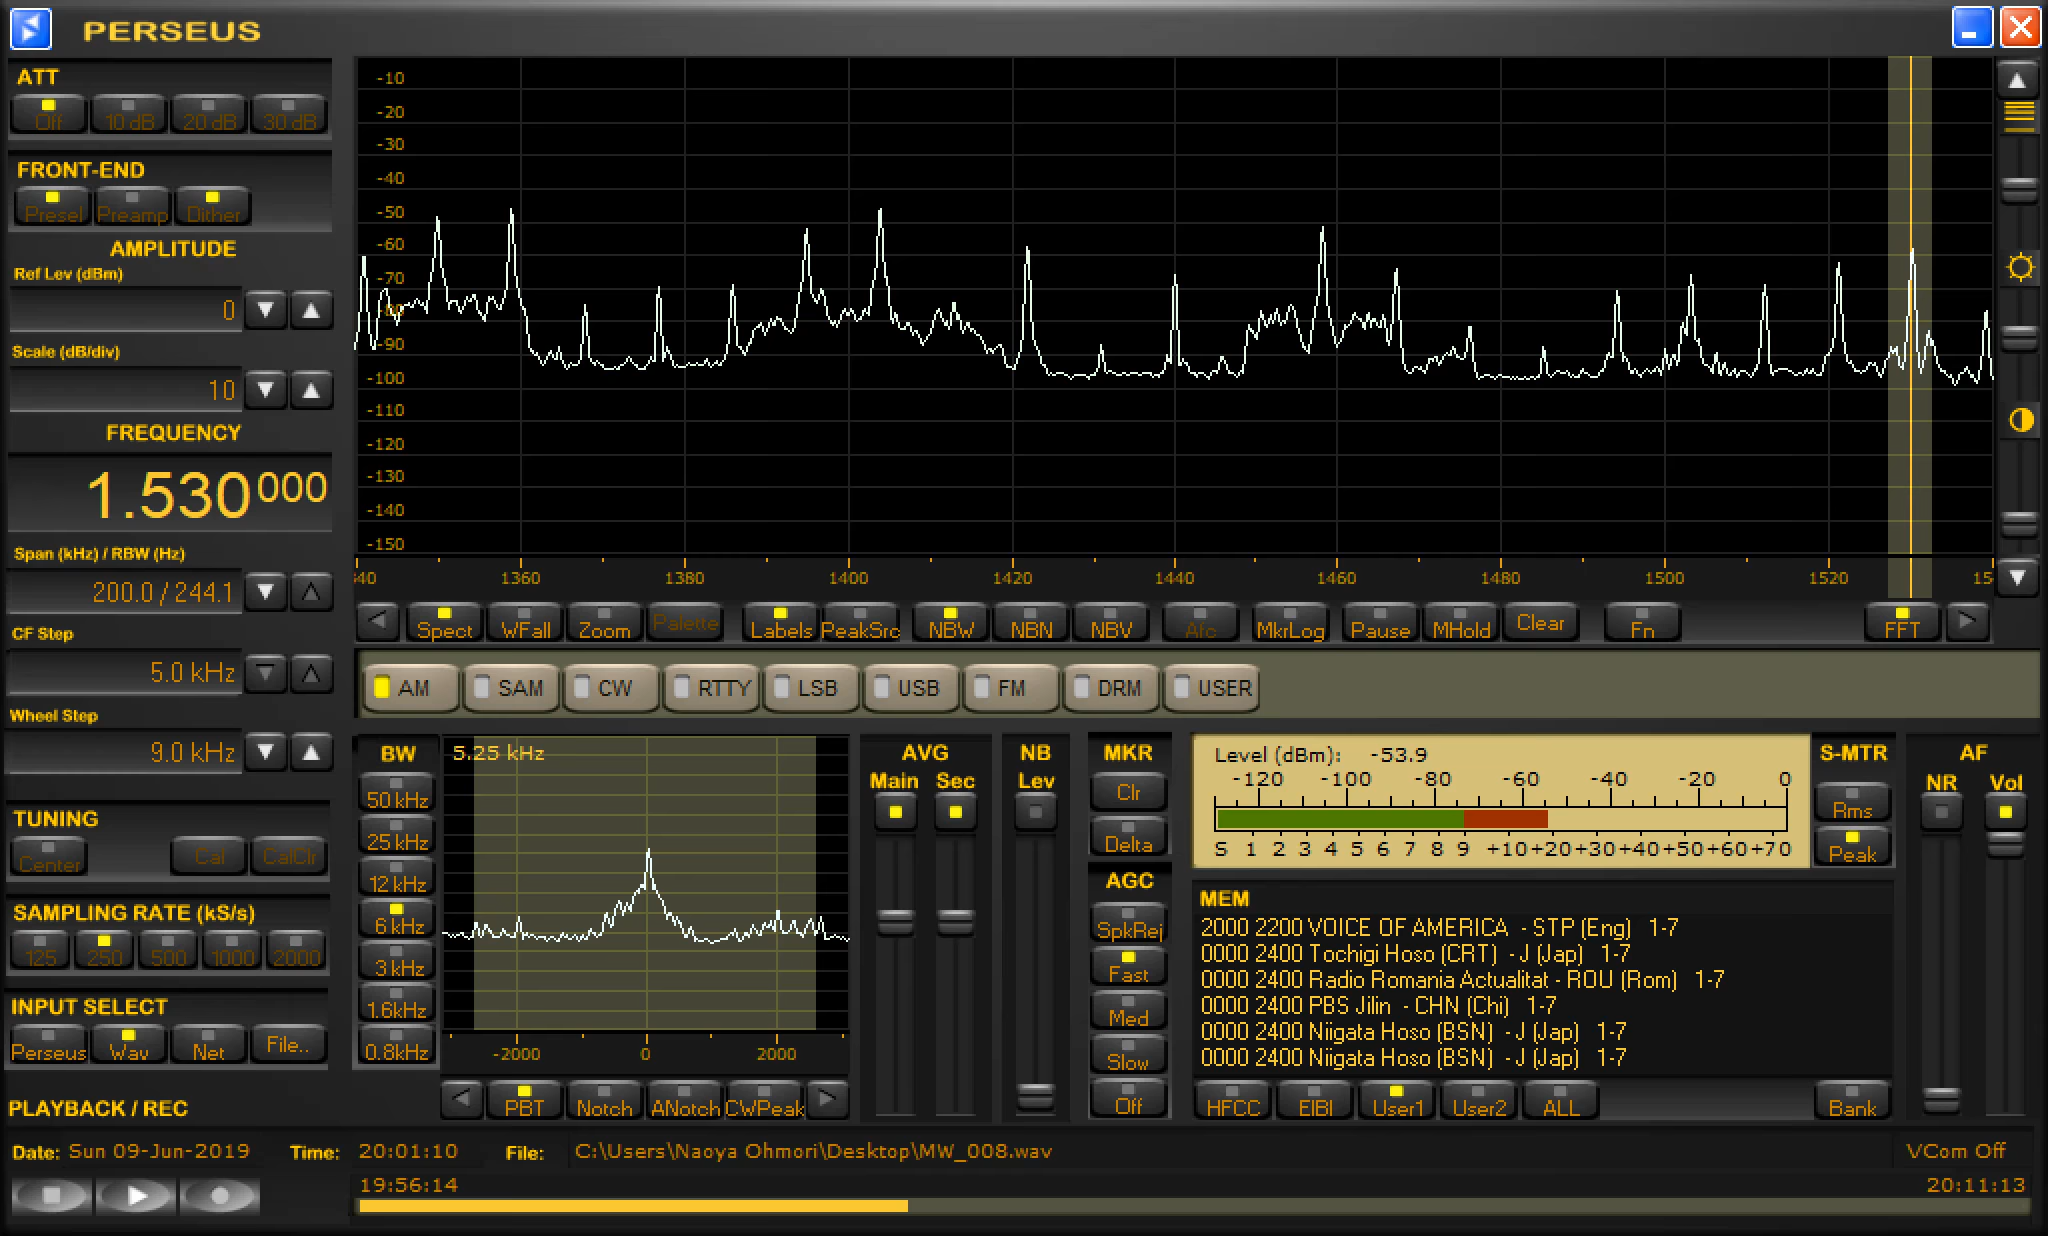 PERSEUS
ATT
Off 10 dB 20 dB 30 dB
FRONT-END
Presel Preamp Dither
AMPLITUDE
Ref Lev (dBm)
0
Scale (dB/div)
10
FREQUENCY
1.530000
Span (kHz) / RBW (Hz)
200.0 / 244.1
CF Step
5.0 kHz
Wheel Step
9.0 kHz
TUNING
Center Cal CalClr
SAMPLING RATE (kS/s)
125 250 500 1000 2000
INPUT SELECT
Perseus Wav Net File..
-10
-20
-30
-40
-50
-60
-70
-80
-90
-100
-110
-120
-130
-140
-150
40 1360 1380 1400 1420 1440 1460 1480 1500 1520 15
Spect WFall Zoom Palette Labels PeakSrc NBW NBN NBV Afc MkrLog Pause MHold Clear Fn FFT
AM SAM CW RTTY LSB USB FM DRM USER
BW
50 kHz
25 kHz
12 kHz
6 kHz
3 kHz
1.6kHz
0.8kHz
5.25 kHz
-2000 0 2000
PBT Notch ANotch CWPeak
AVG
Main Sec
NB
Lev
MKR
Clr
Delta
AGC
SpkRej
Fast
Med
Slow
Off
Level (dBm): -53.9
-120 -100 -80 -60 -40 -20 0
S 1 2 3 4 5 6 7 8 9 +10+20+30+40+50+60+70
S-MTR
Rms
Peak
AF
NR Vol
MEM
2000 2200 VOICE OF AMERICA - STP (Eng) 1-7
0000 2400 Tochigi Hoso (CRT) - J (Jap) 1-7
0000 2400 Radio Romania Actualitat - ROU (Rom) 1-7
0000 2400 PBS Jilin - CHN (Chi) 1-7
0000 2400 Niigata Hoso (BSN) - J (Jap) 1-7
0000 2400 Niigata Hoso (BSN) - J (Jap) 1-7
HFCC EIBI User1 User2 ALL Bank
PLAYBACK / REC
Date: Sun 09-Jun-2019 Time: 20:01:10 File: C:\Users\Naoya Ohmori\Desktop\MW_008.wav VCom Off
19:56:14 20:11:13